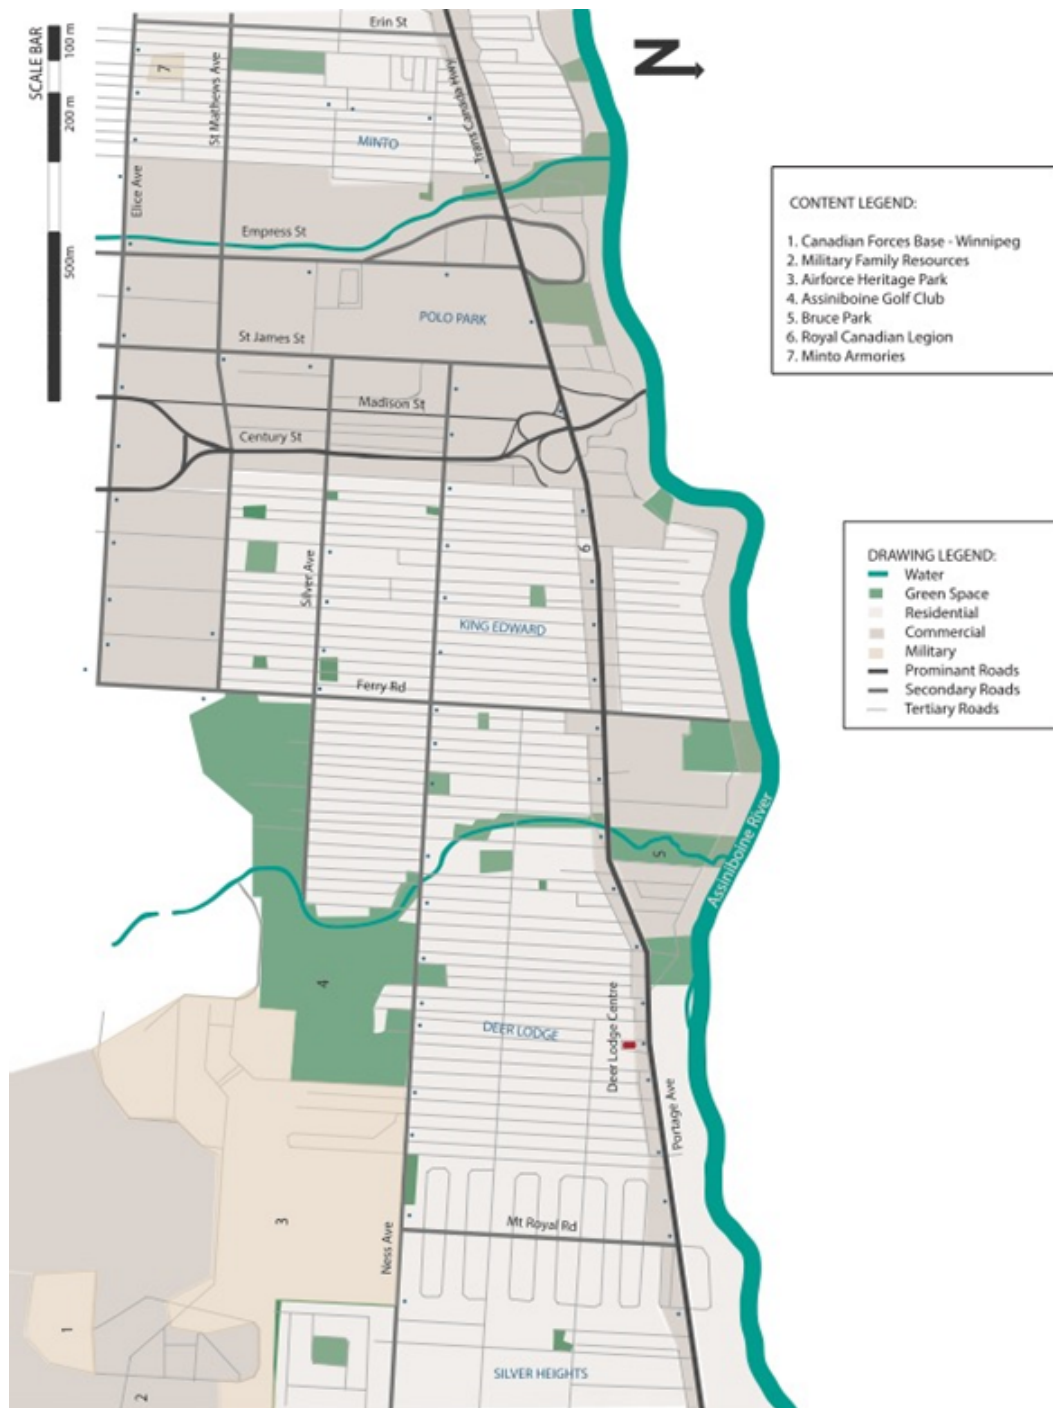 SCALE BAR
100 m
200 m
500m
N
Erin St
St Mathews Ave
Trans Canada Hwy
7
MINTO
Elice Ave
Empress St
POLO PARK
St James St
Madison St
Century St
6
Silver Ave
KING EDWARD
Ferry Rd
5
Assiniboine River
4
DEER LODGE
Deer Lodge Centre
Portage Ave
3
Ness Ave
Mt Royal Rd
1
2
SILVER HEIGHTS
CONTENT LEGEND:
1. Canadian Forces Base - Winnipeg
2. Military Family Resources
3. Airforce Heritage Park
4. Assiniboine Golf Club
5. Bruce Park
6. Royal Canadian Legion
7. Minto Armories
DRAWING LEGEND:
Water
Green Space
Residential
Commercial
Military
Prominant Roads
Secondary Roads
Tertiary Roads